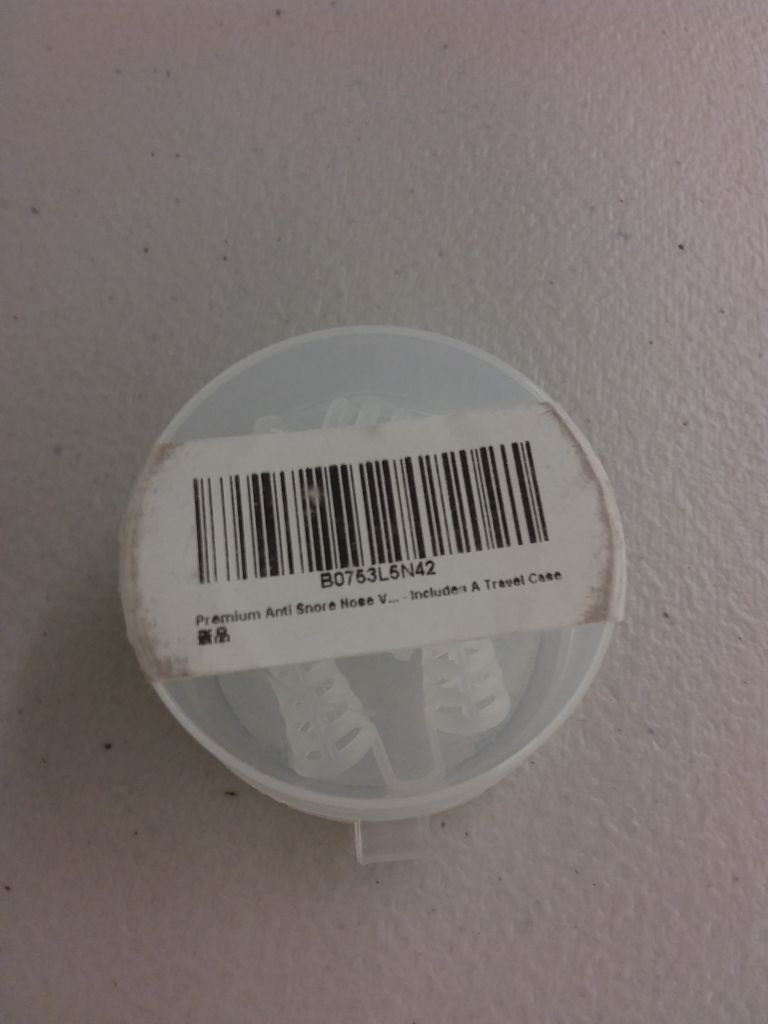 B0753L5N42
Premium Anti Snore Nose V... - Includes A Travel Case
新品